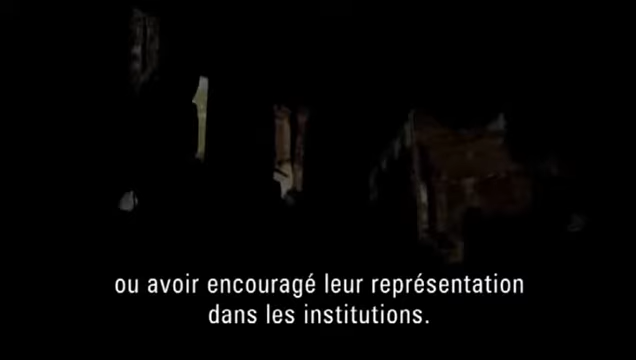 ou avoir encouragé leur représentation
dans les institutions.